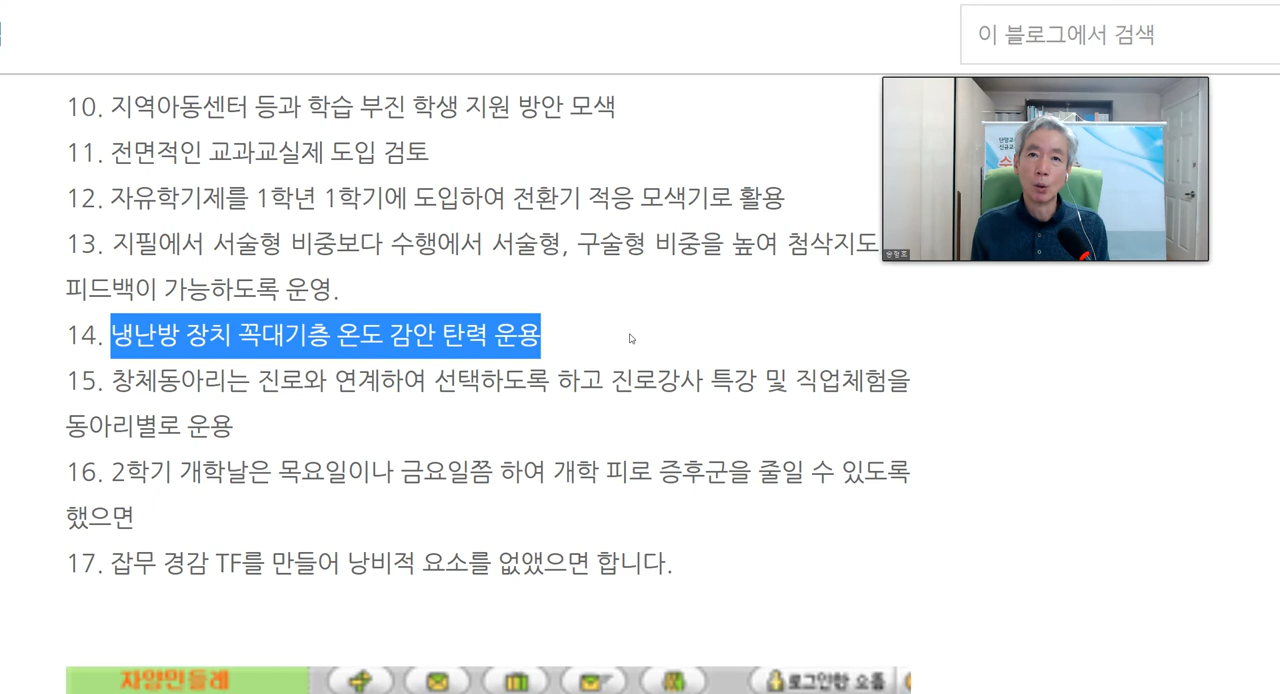 이 블로그에서 검색
10. 지역아동센터 등과 학습 부진 학생 지원 방안 모색
11. 전면적인 교과교실제 도입 검토
12. 자유학기제를 1학년 1학기에 도입하여 전환기 적응 모색기로 활용
13. 지필에서 서술형 비중보다 수행에서 서술형, 구술형 비중을 높여 첨삭지도
피드백이 가능하도록 운영.
14. 냉난방 장치 꼭대기층 온도 감안 탄력 운용
15. 창체동아리는 진로와 연계하여 선택하도록 하고 진로강사 특강 및 직업체험을
동아리별로 운용
16. 2학기 개학날은 목요일이나 금요일쯤 하여 개학 피로 증후군을 줄일 수 있도록
했으면
17. 잡무 경감 TF를 만들어 낭비적 요소를 없앴으면 합니다.
자양민들레
로그인한 오름